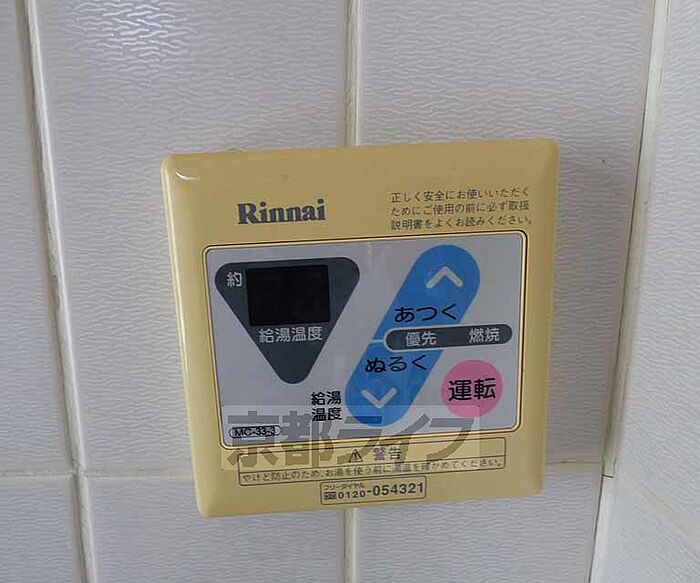 Rinnai
正しく安全にお使いいただく
ためにご使用の前に必ず取扱
説明書をよくお読みください。
約
給湯温度
あつく
優先 燃焼
ぬるく
給湯
温度
運転
MC-33-3
京都ライフ
警告
やけど防止のため、お湯を使う前に湯温を確かめてください。
フリーダイヤル
0120-054321